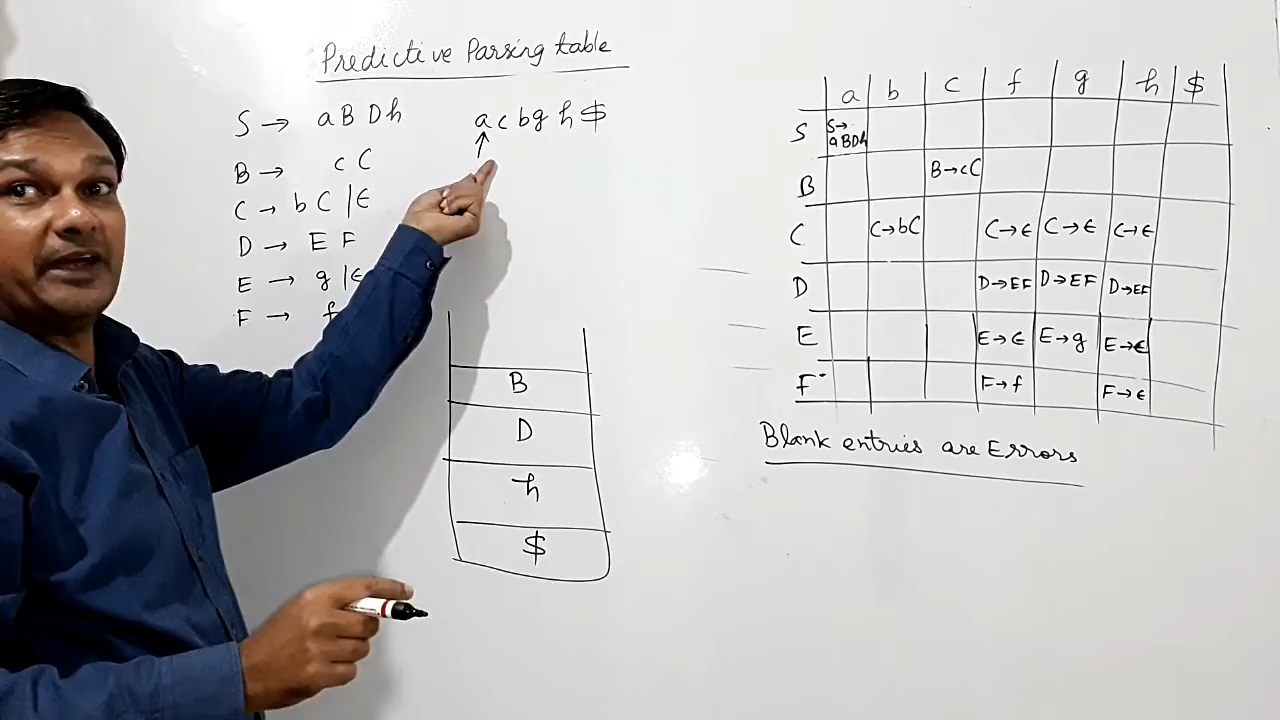 Predictive Parsing table
S → aBDh
B → cC
C → bC/ϵ
D → EF
E → g/ϵ
F → f
a c b g h $
B
D
h
$
a b c f g h $
S S→aBDh
B B→cC
C C→bC C→ϵ C→ϵ C→ϵ
D D→EF D→EF D→EF
E E→ϵ E→g E→ϵ
F F→f F→ϵ
Blank entries are Errors